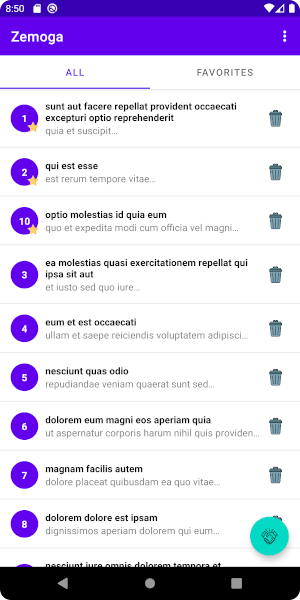 8:50
Zemoga
ALL
FAVORITES
1
sunt aut facere repellat provident occaecati
excepturi optio reprehenderit
quia et suscipit...
2
qui est esse
est rerum tempore vitae...
10
optio molestias id quia eum
quo et expedita modi cum officia vel magni...
3
ea molestias quasi exercitationem repellat qui
ipsa sit aut
et iusto sed quo iure...
4
eum et est occaecati
ullam et saepe reiciendis voluptatem adipisci...
5
nesciunt quas odio
repudiandae veniam quaerat sunt sed...
6
dolorem eum magni eos aperiam quia
ut aspernatur corporis harum nihil quis providen...
7
magnam facilis autem
dolore placeat quibusdam ea quo vitae...
8
dolorem dolore est ipsam
dignissimos aperiam dolorem qui eum...
nesciunt iure omnis dolorem tempora et